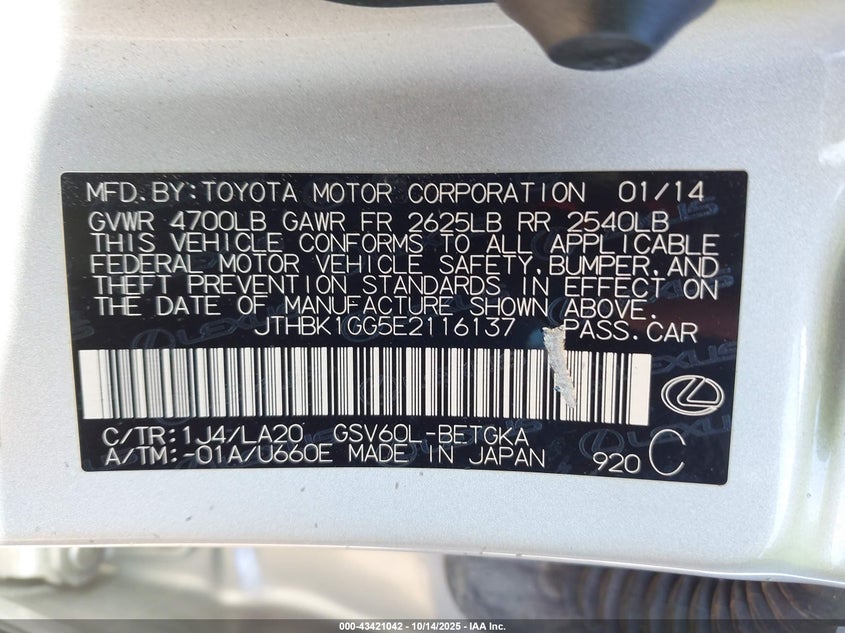 MFD.BY:TOYOTA MOTOR CORPORATION 01/14
GVWR 4700LB GAWR FR 2625LB RR 2540LB
THIS VEHICLE CONFORMS TO ALL APPLICABLE
FEDERAL MOTOR VEHICLE SAFETY,BUMPER,AND
THEFT PREVENTION STANDARDS IN EFFECT ON
THE DATE OF MANUFACTURE SHOWN ABOVE.
JTHBK1GG5E2116137 PASS.CAR
C/TR:1J4/LA20 GSV60L-BETGKA
A/TM:-01A/U660E MADE IN JAPAN 920 C
000-43421042 - 10/14/2025 - IAA Inc.